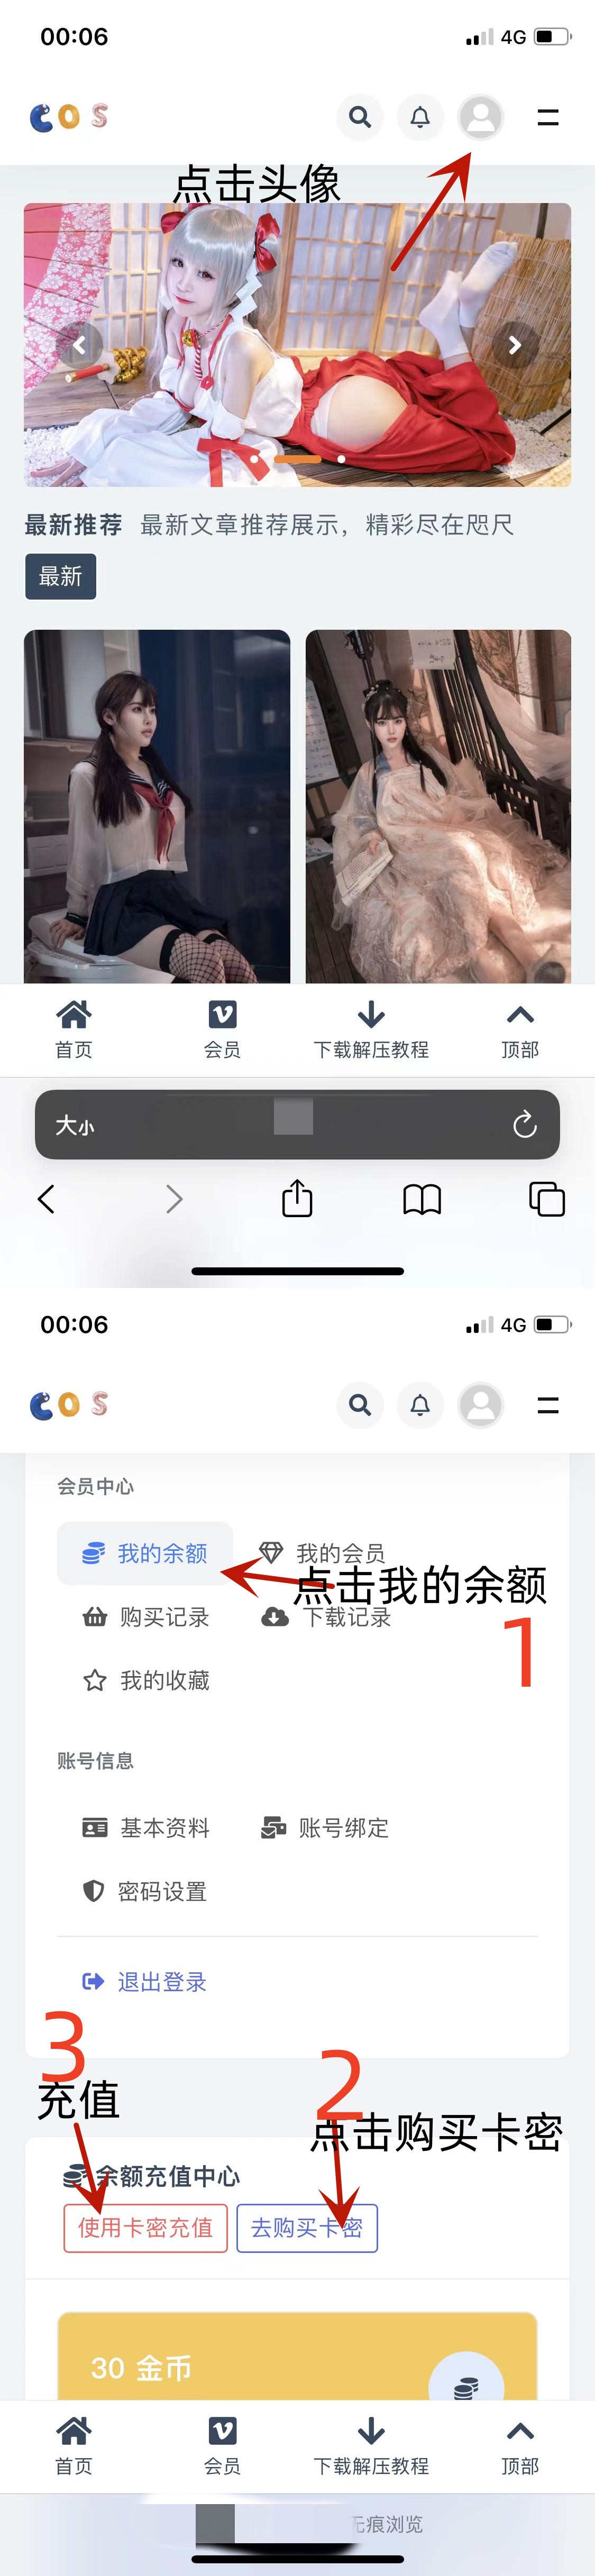 00:06 4G
COS
点击头像
最新推荐 最新文章推荐展示，精彩尽在咫尺
最新
首页 会员 下载解压教程 顶部
大小
00:06 4G
COS
会员中心
我的余额 我的会员
点击我的余额
购买记录 下载记录
1
我的收藏
账号信息
基本资料 账号绑定
密码设置
退出登录
3
充值
2
点击购买卡密
余额充值中心
使用卡密充值 去购买卡密
30 金币
首页 会员 下载解压教程 顶部
无痕浏览